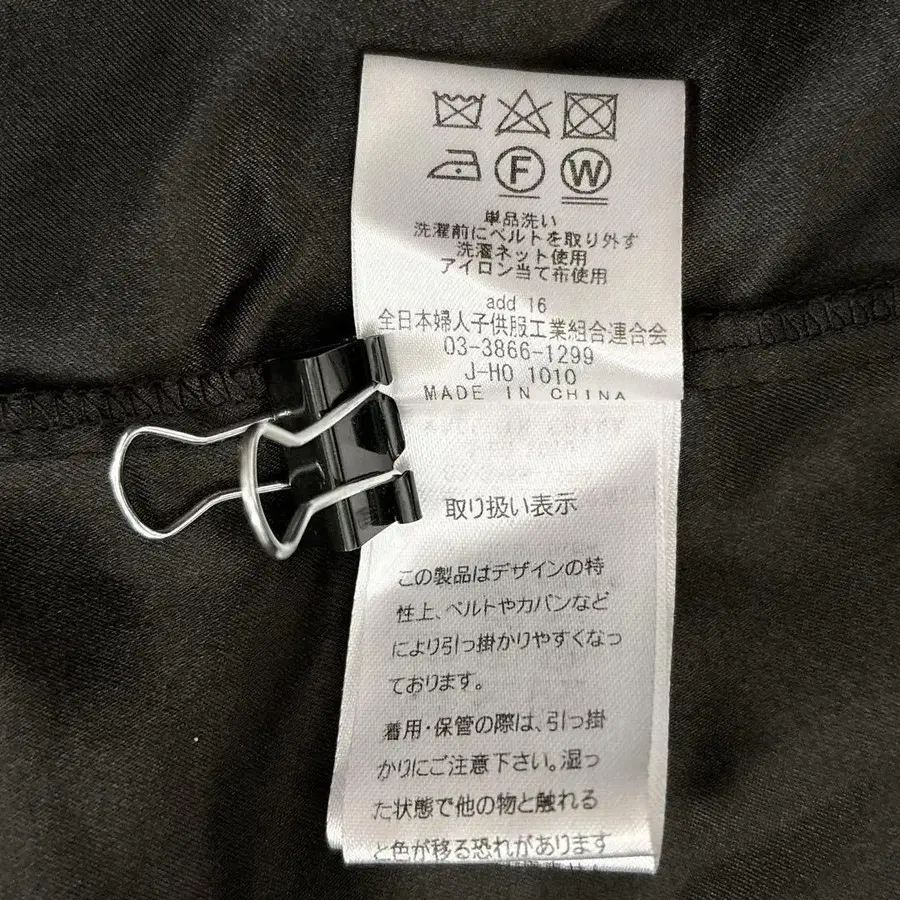 F W
単品洗い
洗濯前にベルトを取り外す
洗濯ネット使用
アイロン当て布使用
add 16
全日本婦人子供服工業組合連合会
03-3866-1299
J-HO 1010
MADE IN CHINA
取り扱い表示
この製品はデザインの特
性上、ベルトやカバンなど
により引っ掛かりやすくなっ
ております。
着用・保管の際は、引っ掛
かりにご注意下さい。湿っ
た状態で他の物と触れる
と色が移る恐れがあります